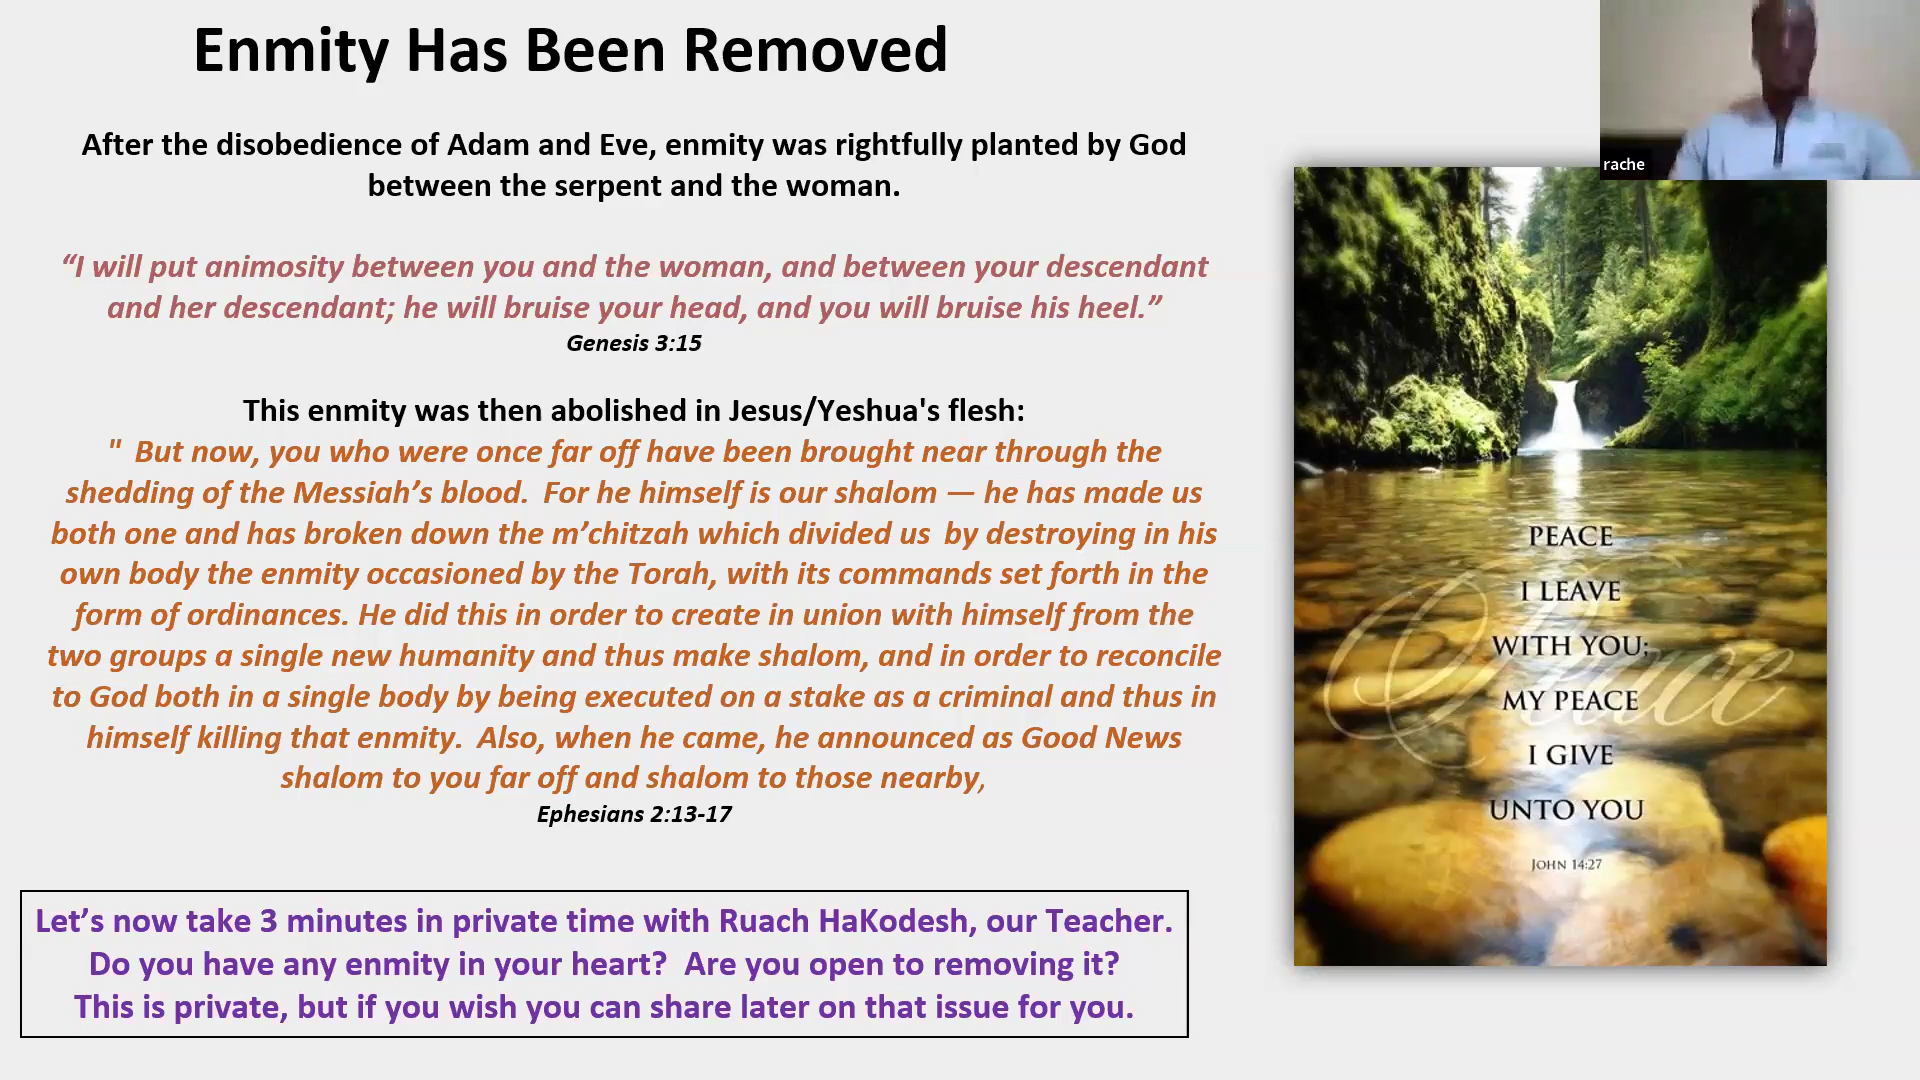 Enmity Has Been Removed
After the disobedience of Adam and Eve, enmity was rightfully planted by God
between the serpent and the woman.
“I will put animosity between you and the woman, and between your descendant
and her descendant; he will bruise your head, and you will bruise his heel.”
Genesis 3:15
This enmity was then abolished in Jesus/Yeshua's flesh:
" But now, you who were once far off have been brought near through the
shedding of the Messiah’s blood. For he himself is our shalom — he has made us
both one and has broken down the m’chitzah which divided us by destroying in his
own body the enmity occasioned by the Torah, with its commands set forth in the
form of ordinances. He did this in order to create in union with himself from the
two groups a single new humanity and thus make shalom, and in order to reconcile
to God both in a single body by being executed on a stake as a criminal and thus in
himself killing that enmity. Also, when he came, he announced as Good News
shalom to you far off and shalom to those nearby,
Ephesians 2:13-17
Let’s now take 3 minutes in private time with Ruach HaKodesh, our Teacher.
Do you have any enmity in your heart? Are you open to removing it?
This is private, but if you wish you can share later on that issue for you.
rache
PEACE
I LEAVE
WITH YOU;
Peace
MY PEACE
I GIVE
UNTO YOU
JOHN 14:27